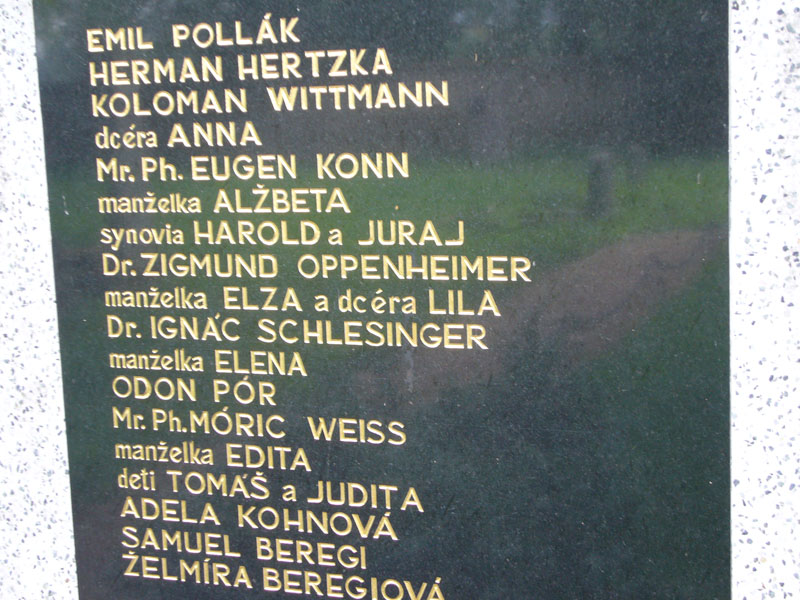 EMIL POLLÁK
HERMAN HERTZKA
KOLOMAN WITTMANN
dcéra ANNA
Mr. Ph. EUGEN KONN
manželka ALŽBETA
synovia HAROLD a JURAJ
Dr. ZIGMUND OPPENHEIMER
manželka ELZA a dcéra LILA
Dr. IGNÁC SCHLESINGER
manželka ELENA
ODON PÓR
Mr. Ph. MÓRIC WEISS
manželka EDITA
deti TOMÁŠ a JUDITA
ADELA KOHNOVÁ
SAMUEL BEREGI
ŽELMÍRA BEREGIOVÁ